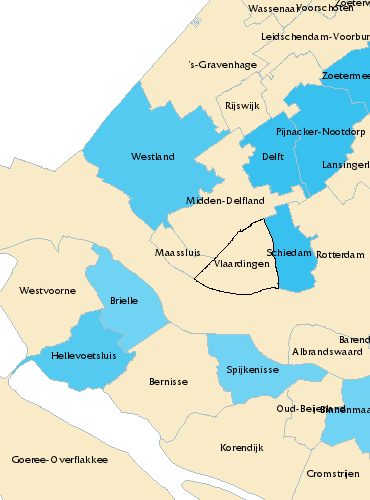 Zoeterw
Wassenaar
Voorschoten
Leidschendam-Voorbur
's-Gravenhage
Zoetermee
Rijswijk
Pijnacker-Nootdorp
Westland
Delft
Lansingerl
Midden-Delfland
Maassluis
Schiedam
Rotterdam
Vlaardingen
Westvoorne
Brielle
Barend
Albrandswaard
Hellevoetsluis
Spijkenisse
Bernisse
Oud-Beijerland
Binnenmaa
Korendijk
Goeree-Overflakkee
Cromstrijen